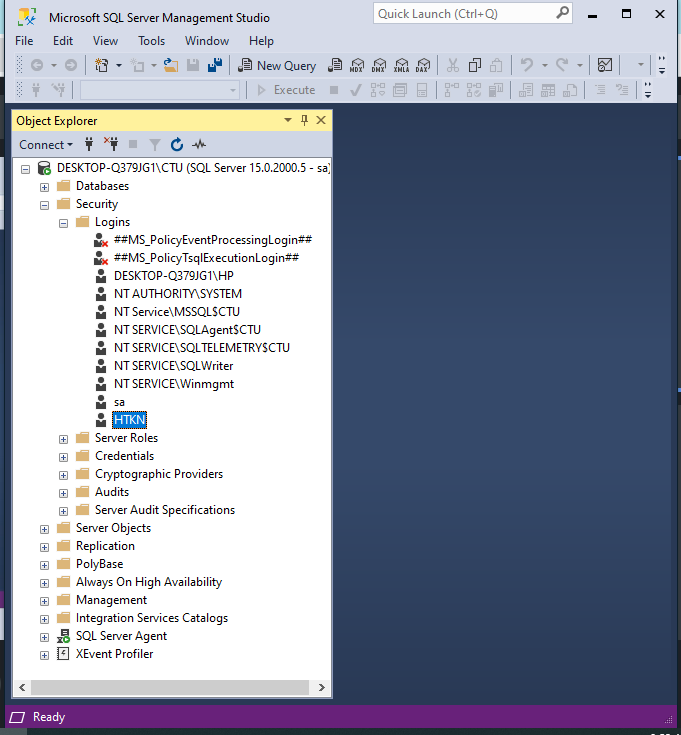 Microsoft SQL Server Management Studio
Quick Launch (Ctrl+Q)
File Edit View Tools Window Help
New Query MDX DMX XMLA DAX
Execute
Object Explorer
Connect
DESKTOP-Q379JG1\CTU (SQL Server 15.0.2000.5 - sa)
Databases
Security
Logins
##MS_PolicyEventProcessingLogin##
##MS_PolicyTsqlExecutionLogin##
DESKTOP-Q379JG1\HP
NT AUTHORITY\SYSTEM
NT Service\MSSQL$CTU
NT SERVICE\SQLAgent$CTU
NT SERVICE\SQLTELEMETRY$CTU
NT SERVICE\SQLWriter
NT SERVICE\Winmgmt
sa
HTKN
Server Roles
Credentials
Cryptographic Providers
Audits
Server Audit Specifications
Server Objects
Replication
PolyBase
Always On High Availability
Management
Integration Services Catalogs
SQL Server Agent
XEvent Profiler
Ready